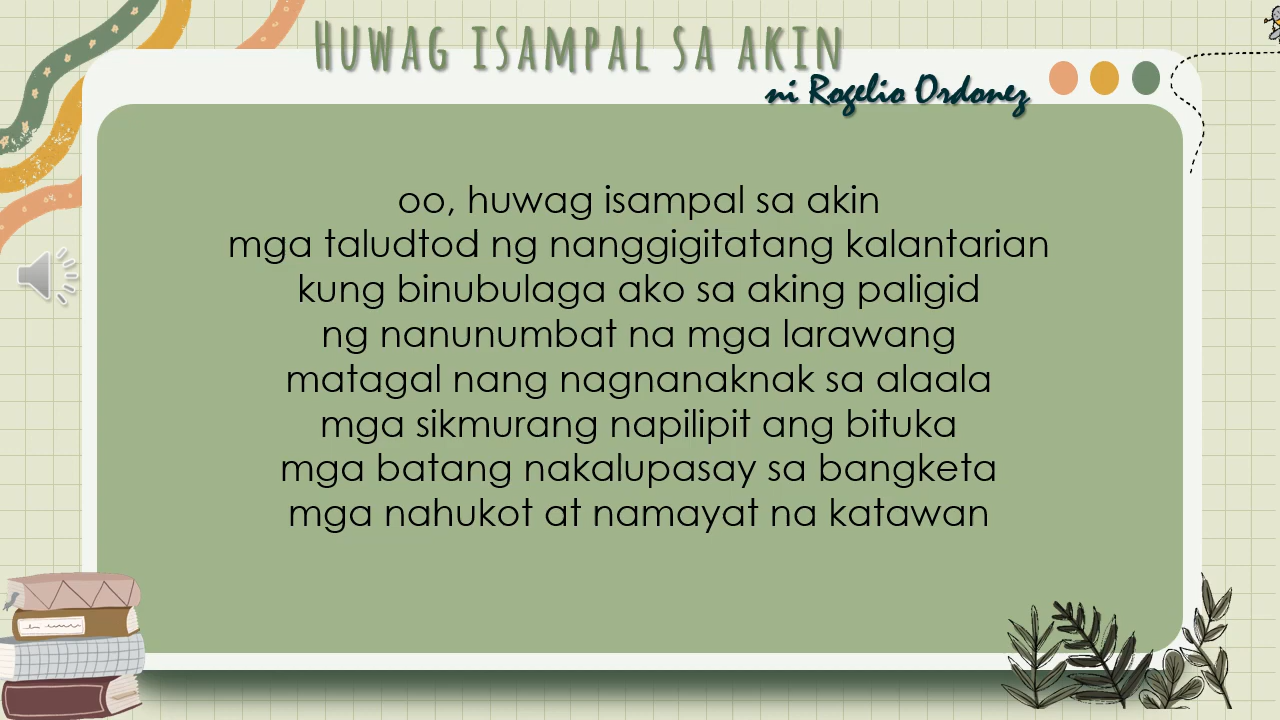 Huwag isampal sa akin
ni Rogelio Ordonez
oo, huwag isampal sa akin
mga taludtod ng nanggigitatang kalantarian
kung binubulaga ako sa aking paligid
ng nanunumbat na mga larawang
matagal nang nagnanaknak sa alaala
mga sikmurang napilipit ang bituka
mga batang nakalupasay sa bangketa
mga nahukot at namayat na katawan